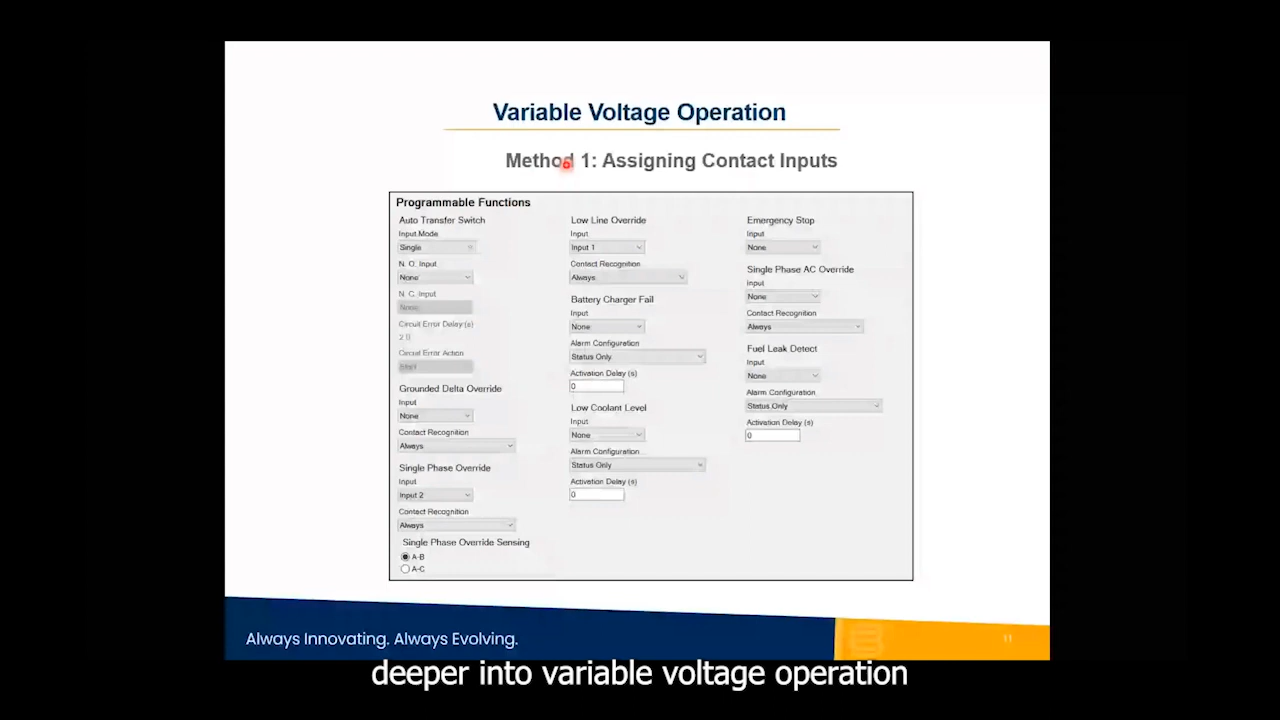 Variable Voltage Operation
Method 1: Assigning Contact Inputs
Programmable Functions
Auto Transfer Switch
Input Mode
Single
N. O. Input
None
N. C. Input
None
Circuit Error Delay (s)
Circuit Error Action
Grounded Delta Override
Input
None
Contact Recognition
Always
Single Phase Override
Input
Input 2
Contact Recognition
Always
Single Phase Override Sensing
A-B
A-C
Low Line Override
Input
Input 1
Contact Recognition
Always
Battery Charger Fail
Input
None
Alarm Configuration
Status Only
Activation Delay (s)
0
Low Coolant Level
Input
None
Alarm Configuration
Status Only
Activation Delay (s)
0
Emergency Stop
Input
None
Single Phase AC Override
Input
None
Contact Recognition
Always
Fuel Leak Detect
Input
None
Alarm Configuration
Status Only
Activation Delay (s)
0
Always Innovating. Always Evolving.
11
deeper into variable voltage operation